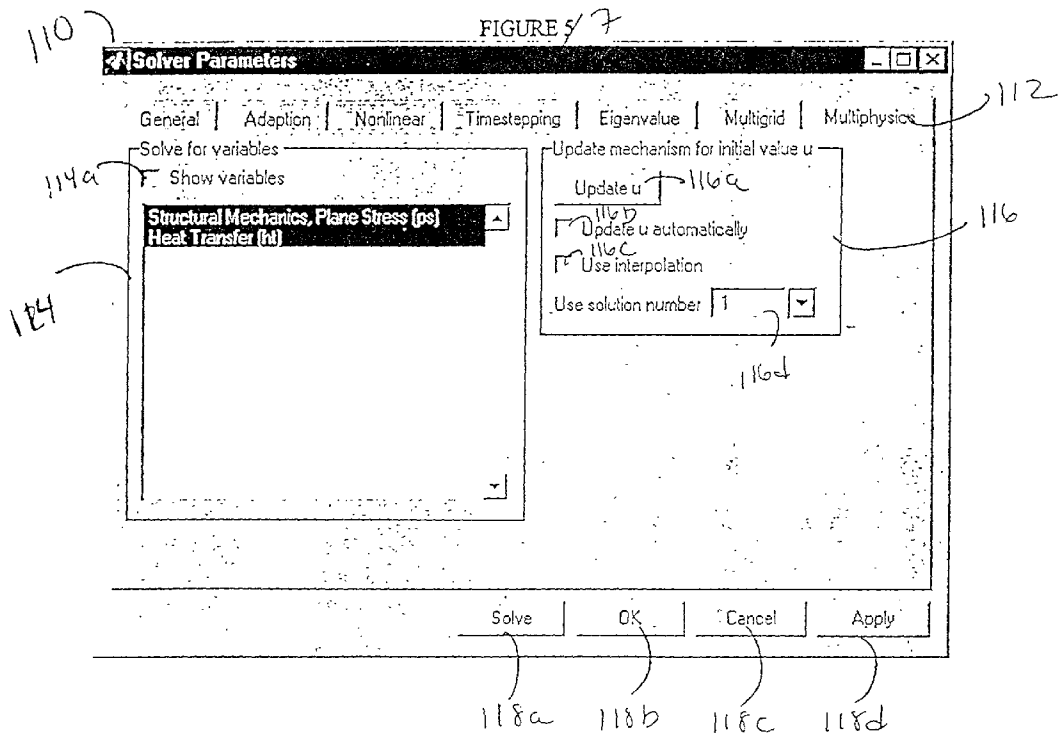 FIGURE 5/7
110
Solver Parameters
112
General Adaption Nonlinear Timestepping Eigenvalue Multigrid Multiphysics
Solve for variables
114a
Show variables
Structural Mechanics, Plane Stress (ps)
Heat Transfer (ht)
114
Update mechanism for initial value u
Update u
116a
116b
Update u automatically
116
116c
Use interpolation
Use solution number 1
116d
Solve OK Cancel Apply
118a 118b 118c 118d